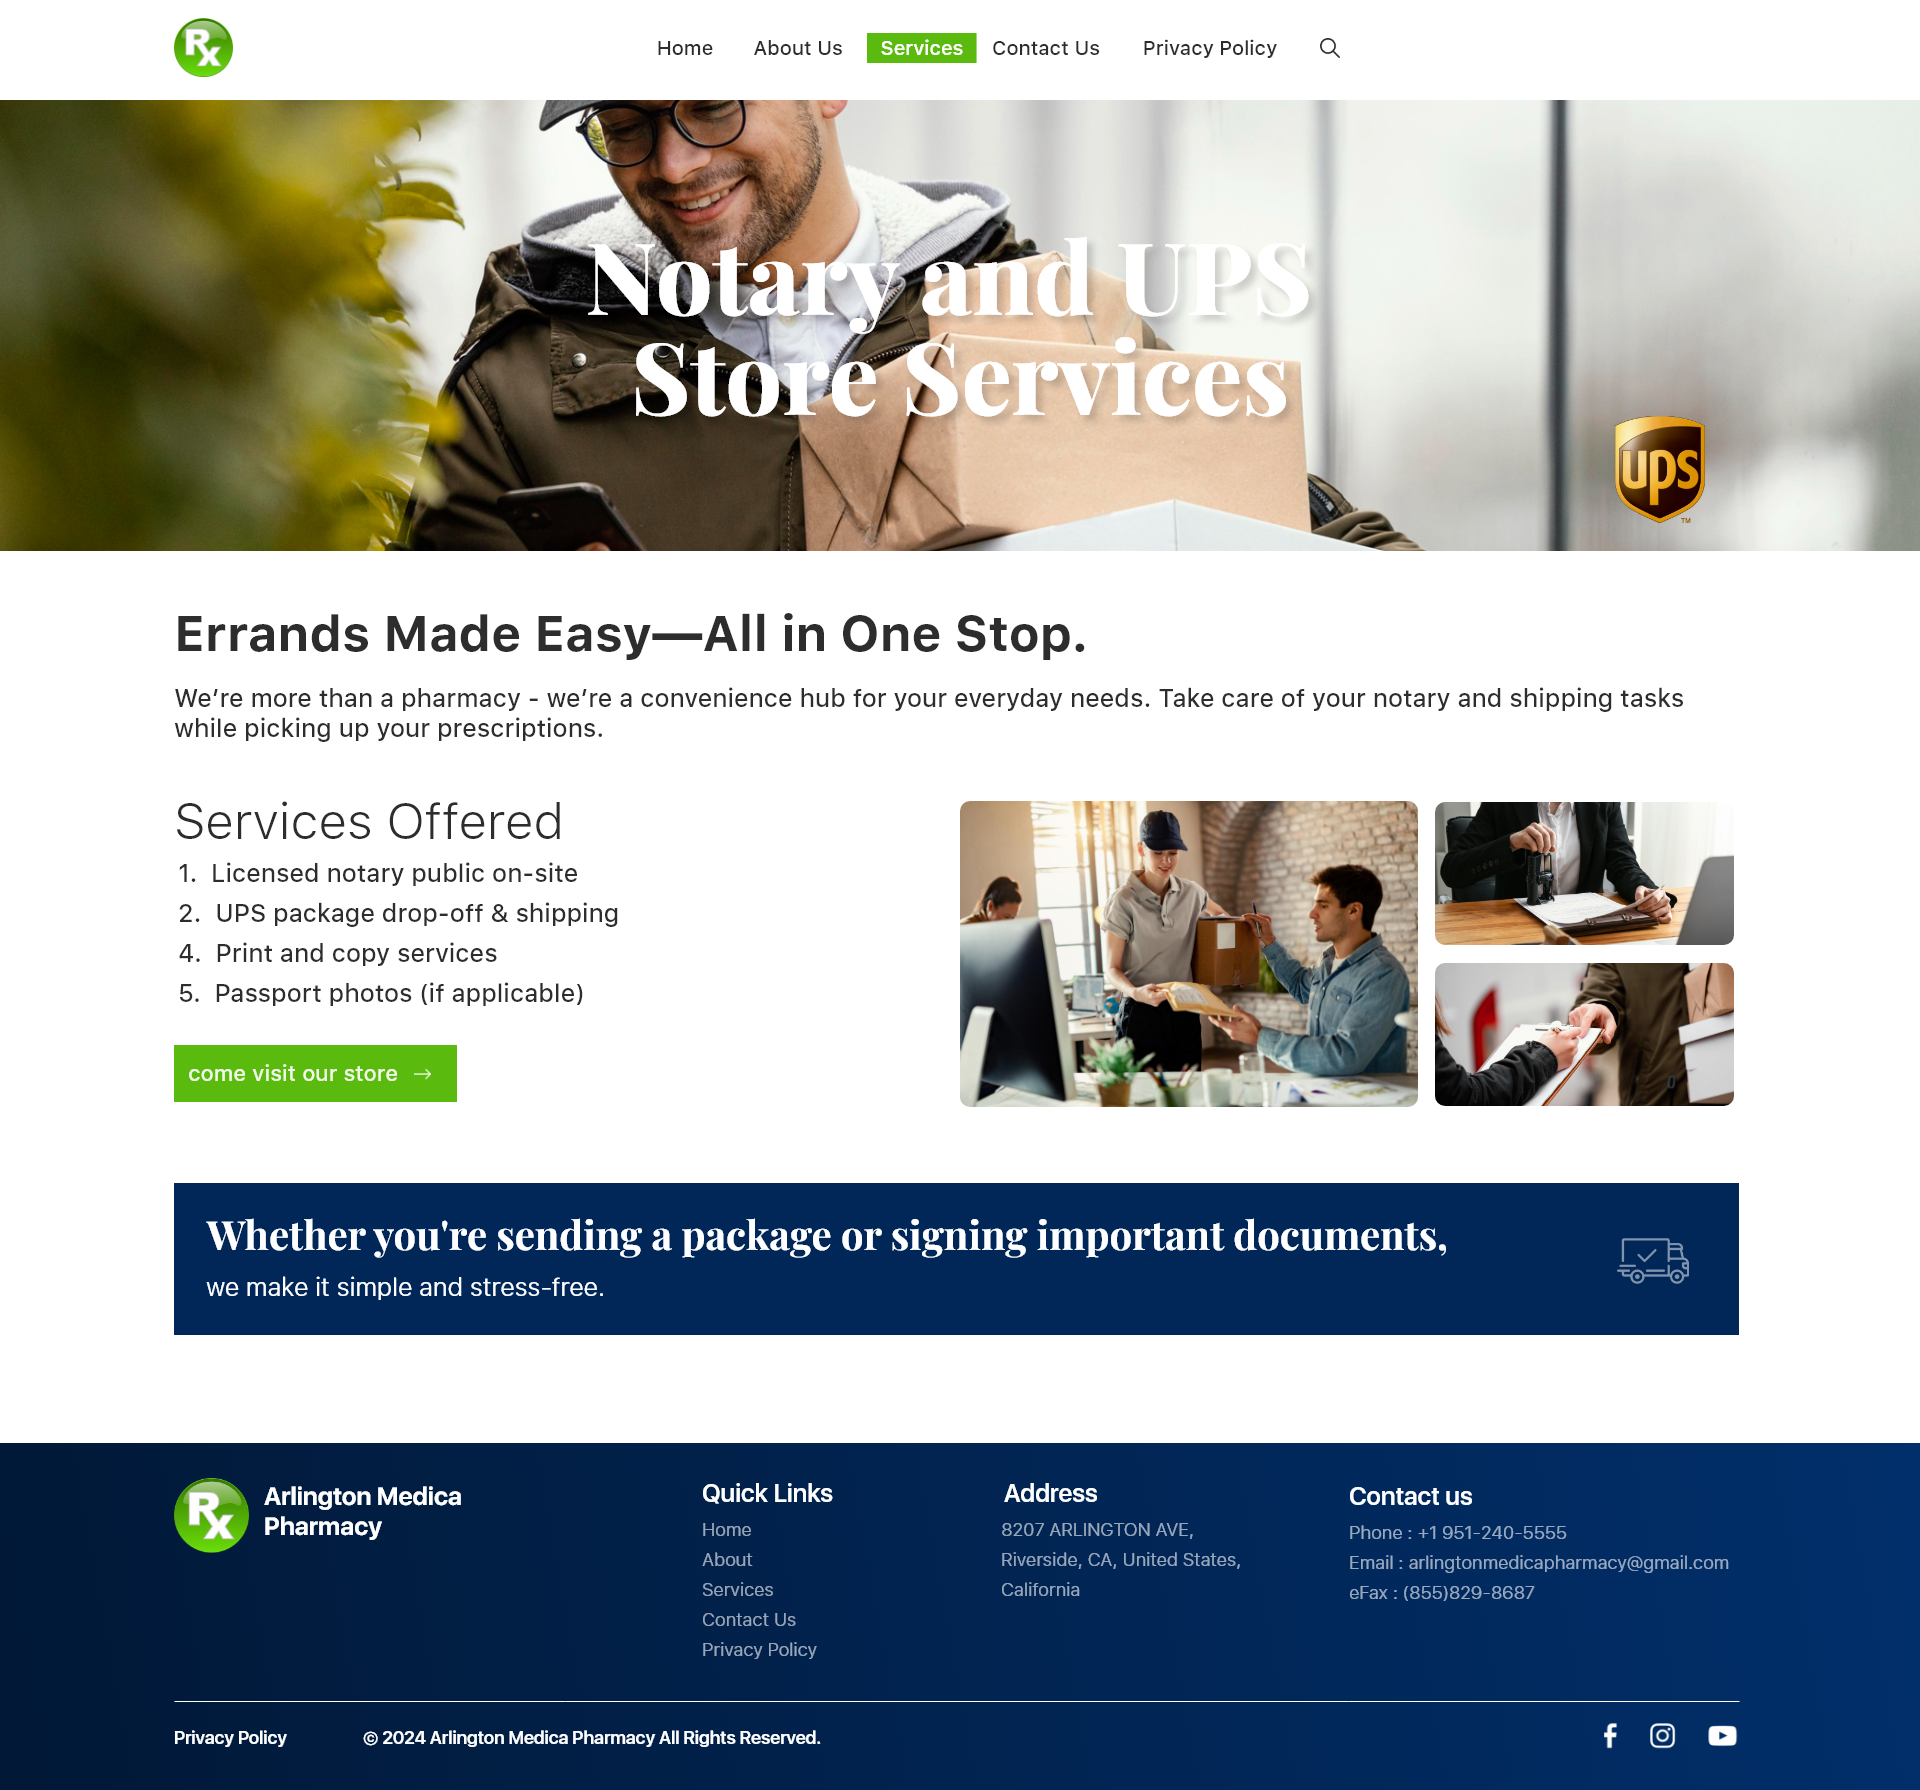 Rx
Home About Us Services Contact Us Privacy Policy
Notary and UPS
Store Services
ups
TM
Errands Made Easy—All in One Stop.
We’re more than a pharmacy - we’re a convenience hub for your everyday needs. Take care of your notary and shipping tasks
while picking up your prescriptions.
Services Offered
1. Licensed notary public on-site
2. UPS package drop-off & shipping
4. Print and copy services
5. Passport photos (if applicable)
come visit our store →
Whether you're sending a package or signing important documents,
we make it simple and stress-free.
Rx
Arlington Medica
Pharmacy
Quick Links
Home
About
Services
Contact Us
Privacy Policy
Address
8207 ARLINGTON AVE,
Riverside, CA, United States,
California
Contact us
Phone : +1 951-240-5555
Email : arlingtonmedicapharmacy@gmail.com
eFax : (855)829-8687
Privacy Policy © 2024 Arlington Medica Pharmacy All Rights Reserved.